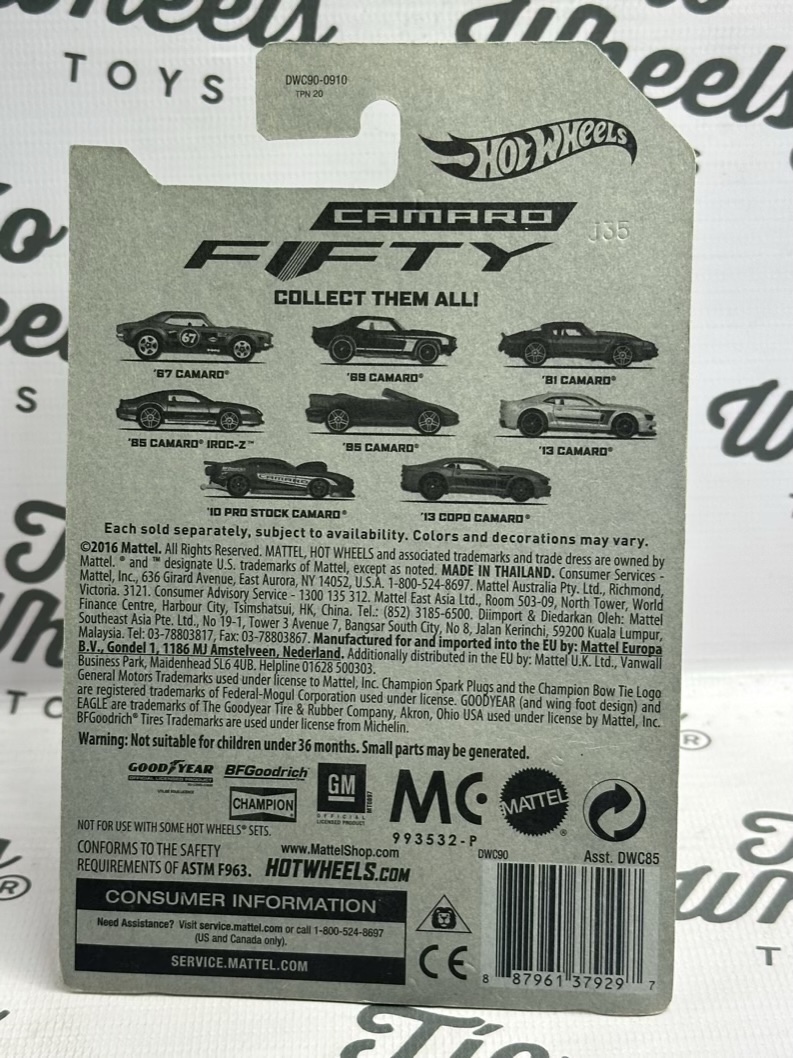 Wheels
TOYS
DWC90-0910
TPN 20
HOT WHEELS
CAMARO
J35
FIFTY
COLLECT THEM ALL!
67
'67 CAMARO®
'69 CAMARO®
'81 CAMARO®
'85 CAMARO® IROC-Z™
'95 CAMARO®
'13 CAMARO®
CAMARO
'10 PRO STOCK CAMARO®
'13 COPO CAMARO®
Each sold separately, subject to availability. Colors and decorations may vary.
©2016 Mattel. All Rights Reserved. MATTEL, HOT WHEELS and associated trademarks and trade dress are owned by
Mattel. ® and ™ designate U.S. trademarks of Mattel, except as noted. MADE IN THAILAND. Consumer Services -
Mattel, Inc., 636 Girard Avenue, East Aurora, NY 14052, U.S.A. 1-800-524-8697. Mattel Australia Pty. Ltd., Richmond,
Victoria. 3121. Consumer Advisory Service - 1300 135 312. Mattel East Asia Ltd., Room 503-09, North Tower, World
Finance Centre, Harbour City, Tsimshatsui, HK, China. Tel.: (852) 3185-6500. Diimport & Diedarkan Oleh: Mattel
Southeast Asia Pte. Ltd., No 19-1, Tower 3 Avenue 7, Bangsar South City, No 8, Jalan Kerinchi, 59200 Kuala Lumpur,
Malaysia. Tel: 03-78803817, Fax: 03-78803867. Manufactured for and imported into the EU by: Mattel Europa
B.V., Gondel 1, 1186 MJ Amstelveen, Nederland. Additionally distributed in the EU by: Mattel U.K. Ltd., Vanwall
Business Park, Maidenhead SL6 4UB. Helpline 01628 500303.
General Motors Trademarks used under license to Mattel, Inc. Champion Spark Plugs and the Champion Bow Tie Logo
are registered trademarks of Federal-Mogul Corporation used under license. GOODYEAR (and wing foot design) and
EAGLE are trademarks of The Goodyear Tire & Rubber Company, Akron, Ohio USA used under license by Mattel, Inc.
BFGoodrich® Tires Trademarks are used under license from Michelin.
Warning: Not suitable for children under 36 months. Small parts may be generated.
GOODYEAR
OFFICIAL LICENSED PRODUCT
BFGoodrich®
CHAMPION
GM
OFFICIAL
LICENSED PRODUCT
MC
MATTEL
®
NOT FOR USE WITH SOME HOT WHEELS® SETS.
993532-P
CONFORMS TO THE SAFETY
REQUIREMENTS OF ASTM F963.
www.MattelShop.com
HOTWHEELS.COM
DWC90
Asst. DWC85
CONSUMER INFORMATION
Need Assistance? Visit service.mattel.com or call 1-800-524-8697
(US and Canada only).
SERVICE.MATTEL.COM
CE
8 87961 37929 7